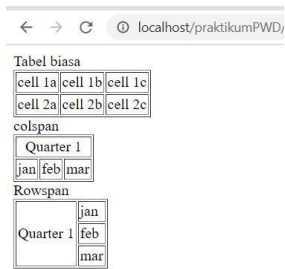 localhost/praktikumPWD/
Tabel biasa
cell 1a cell 1b cell 1c
cell 2a cell 2b cell 2c
colspan
Quarter 1
jan feb mar
Rowspan
Quarter 1
jan
feb
mar